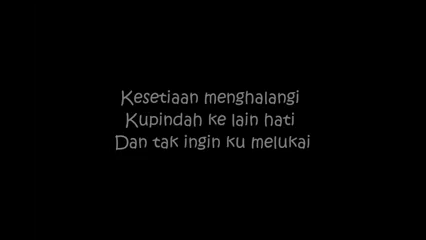 Kesetiaan menghalangi
Kupindah ke lain hati
Dan tak ingin ku melukai